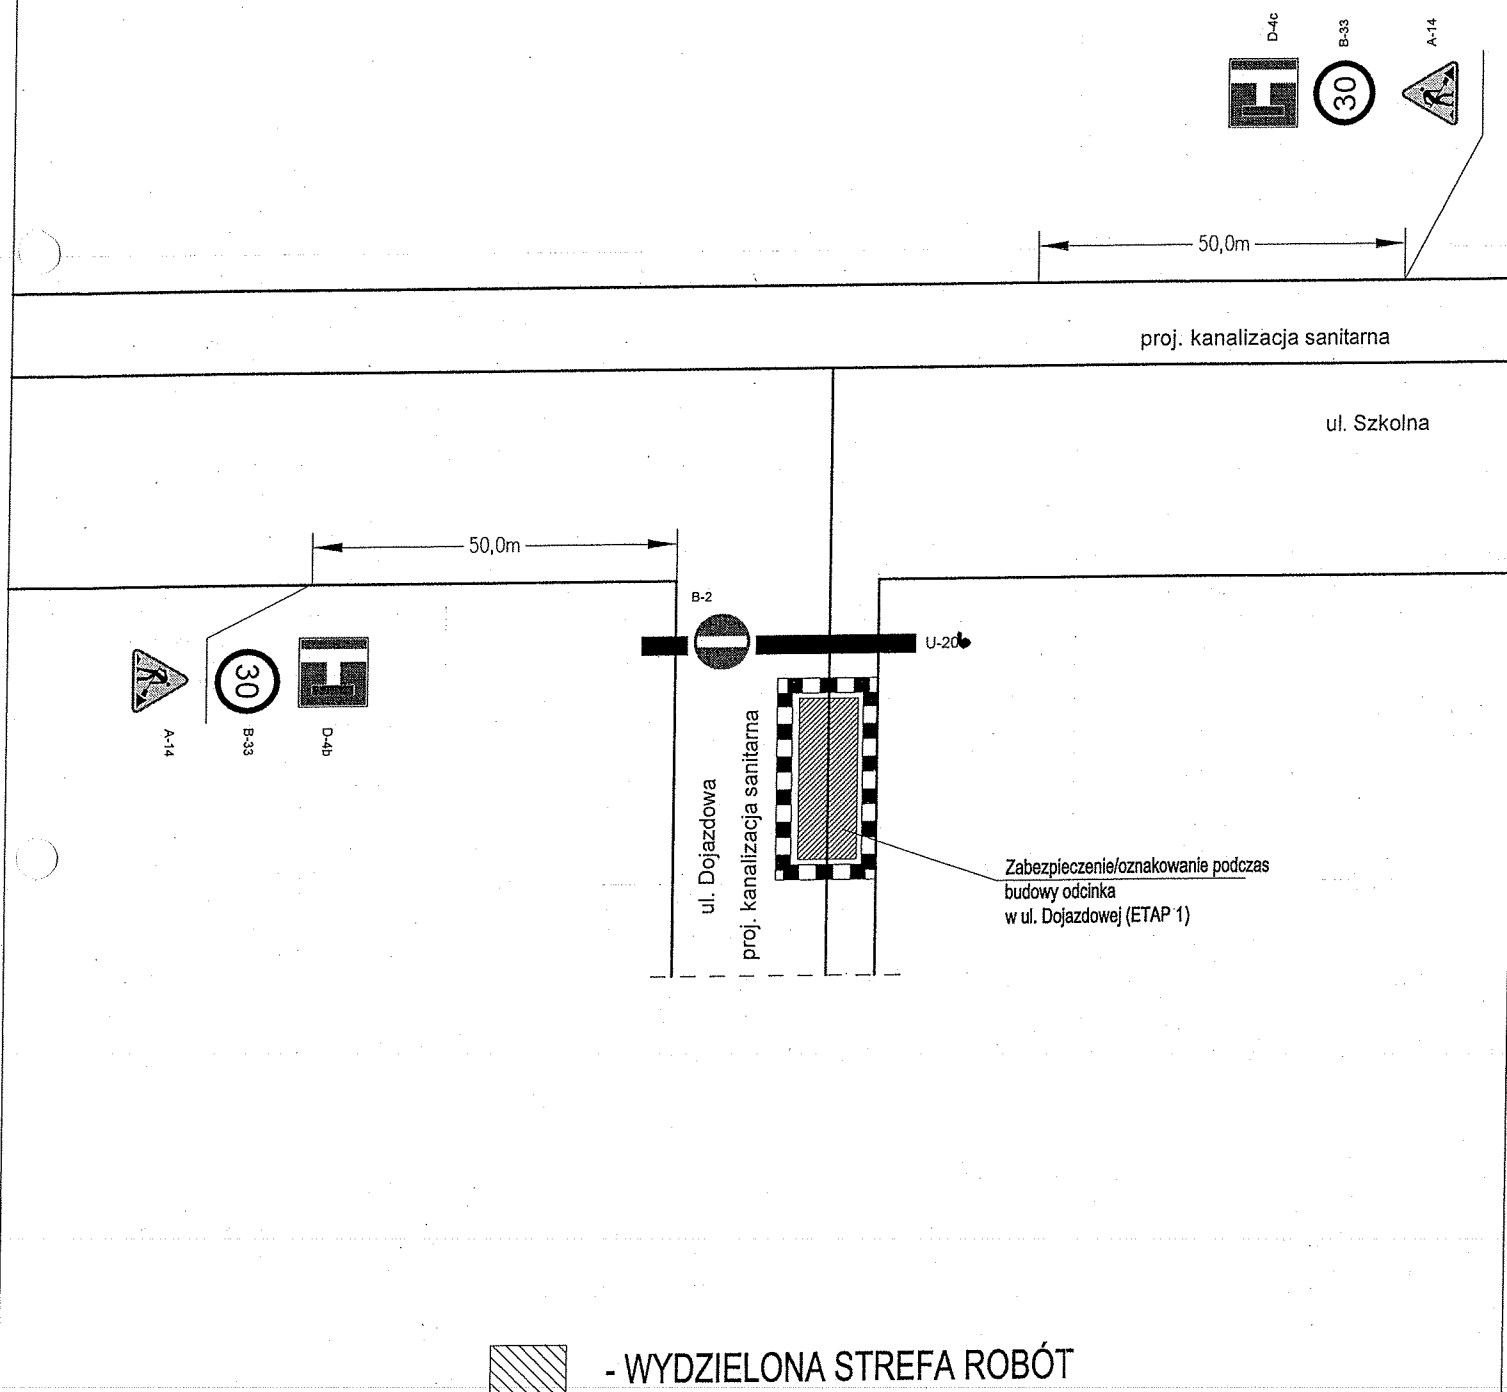 D-4c
B-33
A-14
30
50,0m
proj. kanalizacja sanitarna
ul. Szkolna
50,0m
B-2
U-20b
30
A-14
B-33
D-4b
ul. Dojazdowa
proj. kanalizacja sanitarna
Zabezpieczenie/oznakowanie podczas
budowy odcinka
w ul. Dojazdowej (ETAP 1)
- WYDZIELONA STREFA ROBÓT